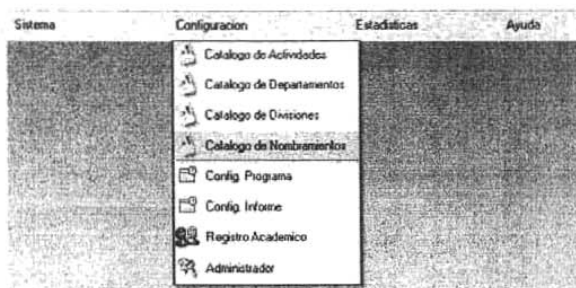 Sistema Configuracion Estadisticas Ayuda
Catalogo de Actividades
Catalogo de Departamentos
Catalogo de Divisiones
Catalogo de Nombramientos
Config. Programa
Config. Informe
Registro Academico
Administrador